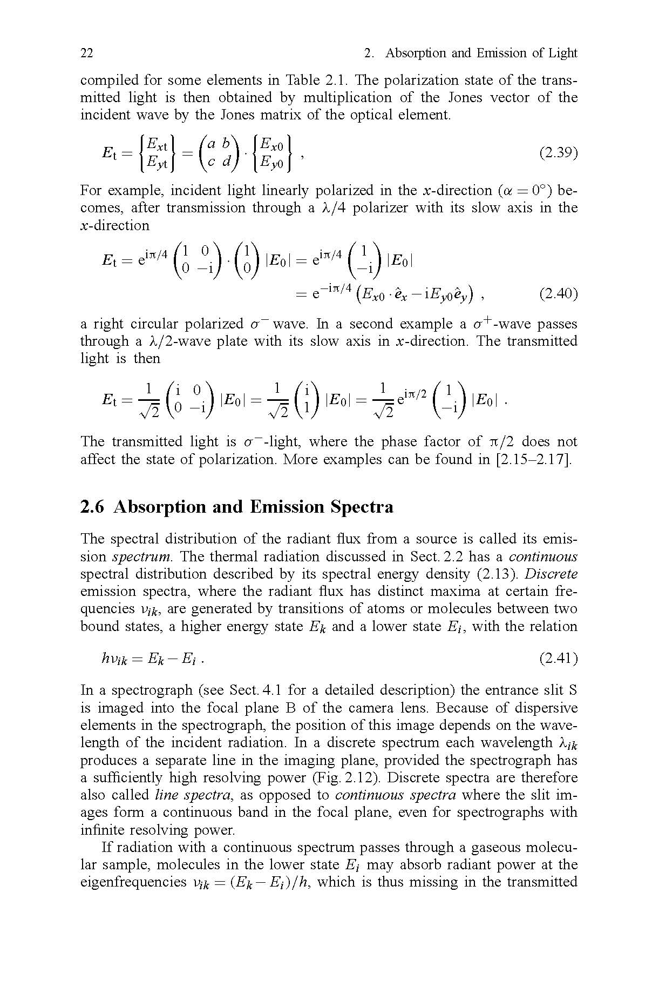 22 2. Absorption and Emission of Light
compiled for some elements in Table 2.1. The polarization state of the trans-
mitted light is then obtained by multiplication of the Jones vector of the
incident wave by the Jones matrix of the optical element.
E_t = {E_xt E_yt} = (a b c d) · {E_x0 E_y0} , (2.39)
For example, incident light linearly polarized in the x-direction (α = 0°) be-
comes, after transmission through a λ/4 polarizer with its slow axis in the
x-direction
E_t = e^{iπ/4} (1 0 0 −i) · (1 0) |E_0| = e^{iπ/4} (1 −i) |E_0|
= e^{−iπ/4} (E_x0 · ê_x − iE_y0 ê_y) , (2.40)
a right circular polarized σ⁻ wave. In a second example a σ⁺-wave passes
through a λ/2-wave plate with its slow axis in x-direction. The transmitted
light is then
E_t = 1/√2 (i 0 0 −i) |E_0| = 1/√2 (i 1) |E_0| = 1/√2 e^{iπ/2} (1 −i) |E_0| .
The transmitted light is σ⁻-light, where the phase factor of π/2 does not
affect the state of polarization. More examples can be found in [2.15–2.17].
2.6 Absorption and Emission Spectra
The spectral distribution of the radiant flux from a source is called its emis-
sion spectrum. The thermal radiation discussed in Sect. 2.2 has a continuous
spectral distribution described by its spectral energy density (2.13). Discrete
emission spectra, where the radiant flux has distinct maxima at certain fre-
quencies ν_ik, are generated by transitions of atoms or molecules between two
bound states, a higher energy state E_k and a lower state E_i, with the relation
hν_ik = E_k − E_i . (2.41)
In a spectrograph (see Sect. 4.1 for a detailed description) the entrance slit S
is imaged into the focal plane B of the camera lens. Because of dispersive
elements in the spectrograph, the position of this image depends on the wave-
length of the incident radiation. In a discrete spectrum each wavelength λ_ik
produces a separate line in the imaging plane, provided the spectrograph has
a sufficiently high resolving power (Fig. 2.12). Discrete spectra are therefore
also called line spectra, as opposed to continuous spectra where the slit im-
ages form a continuous band in the focal plane, even for spectrographs with
infinite resolving power.
If radiation with a continuous spectrum passes through a gaseous molecu-
lar sample, molecules in the lower state E_i may absorb radiant power at the
eigenfrequencies ν_ik = (E_k − E_i)/h, which is thus missing in the transmitted